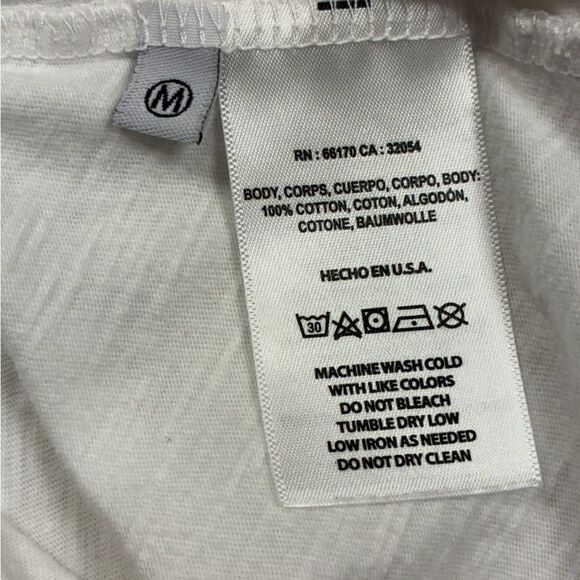 M
RN : 66170 CA : 32054
BODY, CORPS, CUERPO, CORPO, BODY:
100% COTTON, COTON, ALGODÓN,
COTONE, BAUMWOLLE
HECHO EN U.S.A.
30
MACHINE WASH COLD
WITH LIKE COLORS
DO NOT BLEACH
TUMBLE DRY LOW
LOW IRON AS NEEDED
DO NOT DRY CLEAN